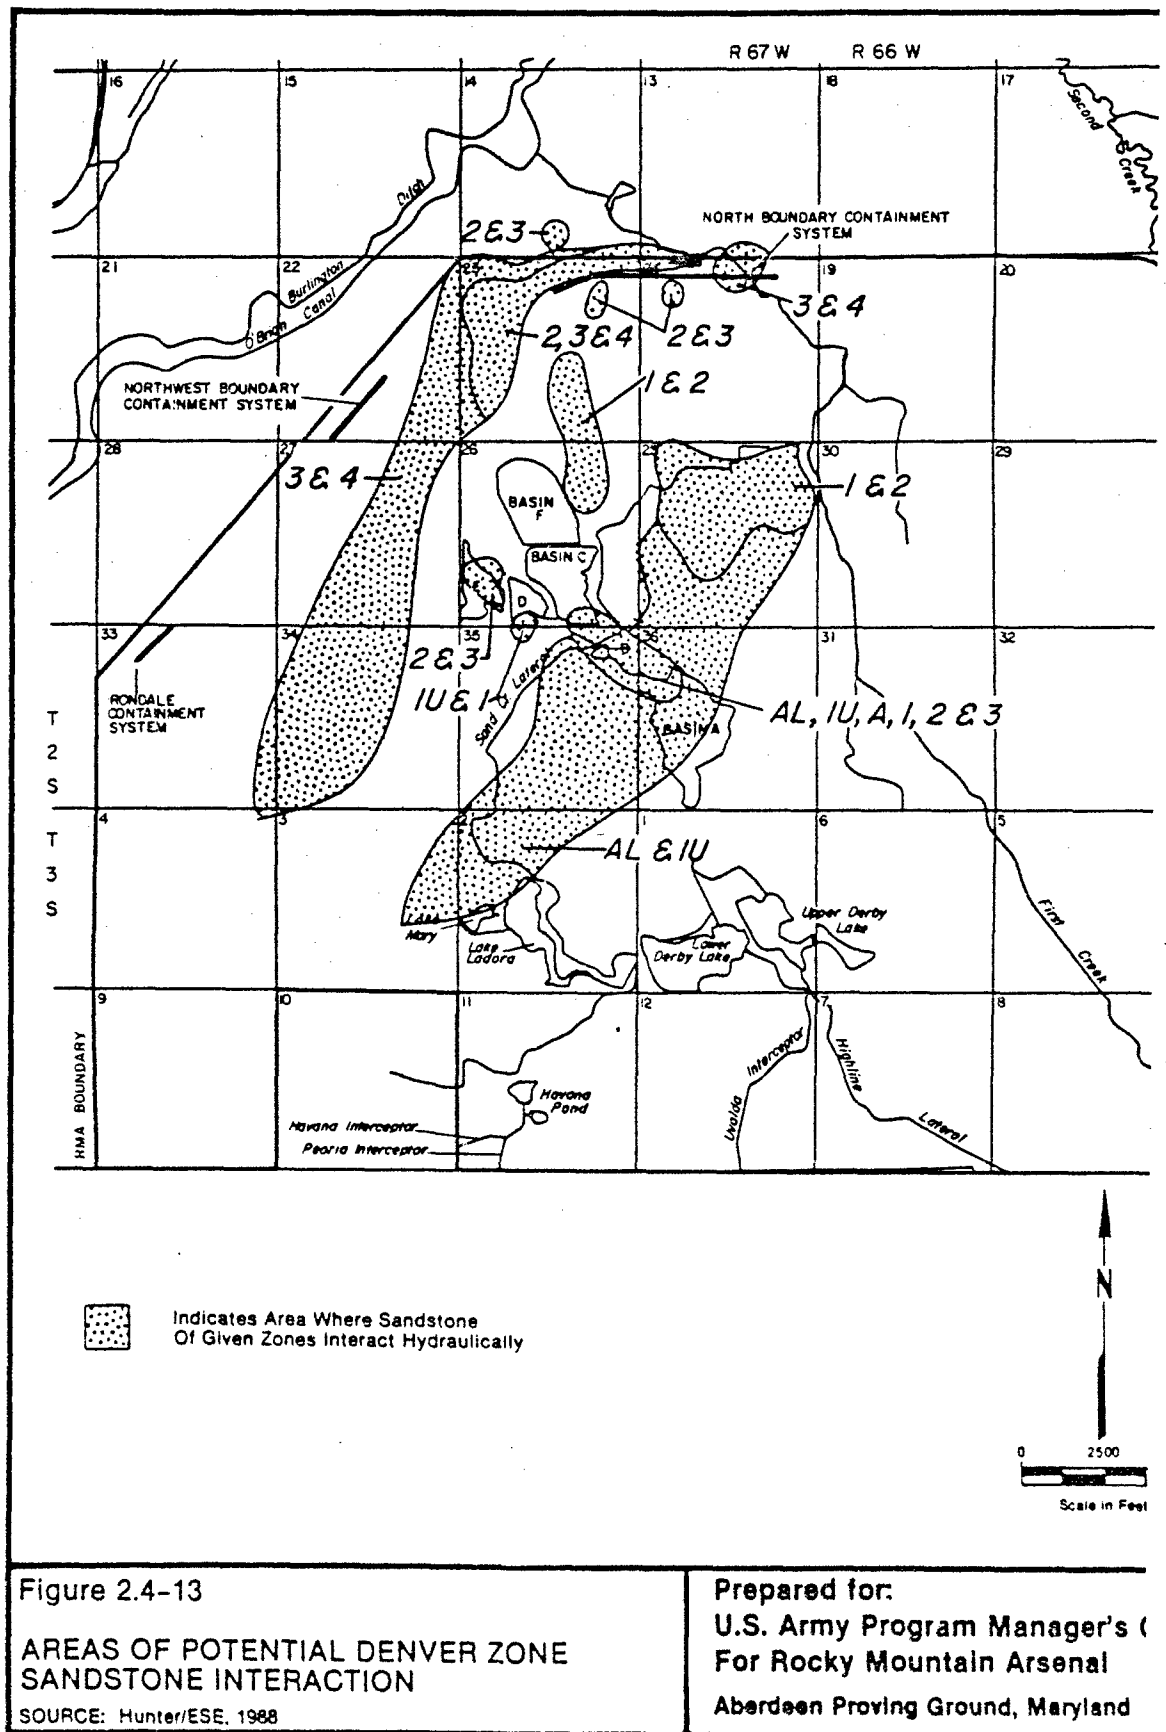 R 67 W R 66 W
16 15 14 13 18 17
Second
Creek
Ditch
2&3
NORTH BOUNDARY CONTAINMENT
SYSTEM
21 22 23 19 20
Burlington
O'Brian Canal
3&4
2,3&4
2&3
1&2
NORTHWEST BOUNDARY
CONTAINMENT SYSTEM
28 27 26 25 30 29
3&4
1&2
BASIN
F
BASIN C
D
33 34 35 36 31 32
B
2&3
1U&1
Sand Cr Lateral
AL, 1U, A, 1, 2 & 3
BASIN A
RONDALE
CONTAINMENT
SYSTEM
T
2
S
4 3 2 1 6 5
T
3
S
AL & 1U
Upper Derby
Lake
First
Creek
Lake
Mary
Lake
Ladora
Lower
Derby Lake
9 10 11 12 7 8
HMA BOUNDARY
Uvalda Interceptor
Highline
Lateral
Havana
Pond
Havana Interceptor
Peoria Interceptor
N
Indicates Area Where Sandstone
Of Given Zones Interact Hydraulically
0 2500
Scale in Feet
Figure 2.4-13
AREAS OF POTENTIAL DENVER ZONE
SANDSTONE INTERACTION
SOURCE: Hunter/ESE, 1988
Prepared for:
U.S. Army Program Manager's
For Rocky Mountain Arsenal
Aberdeen Proving Ground, Maryland